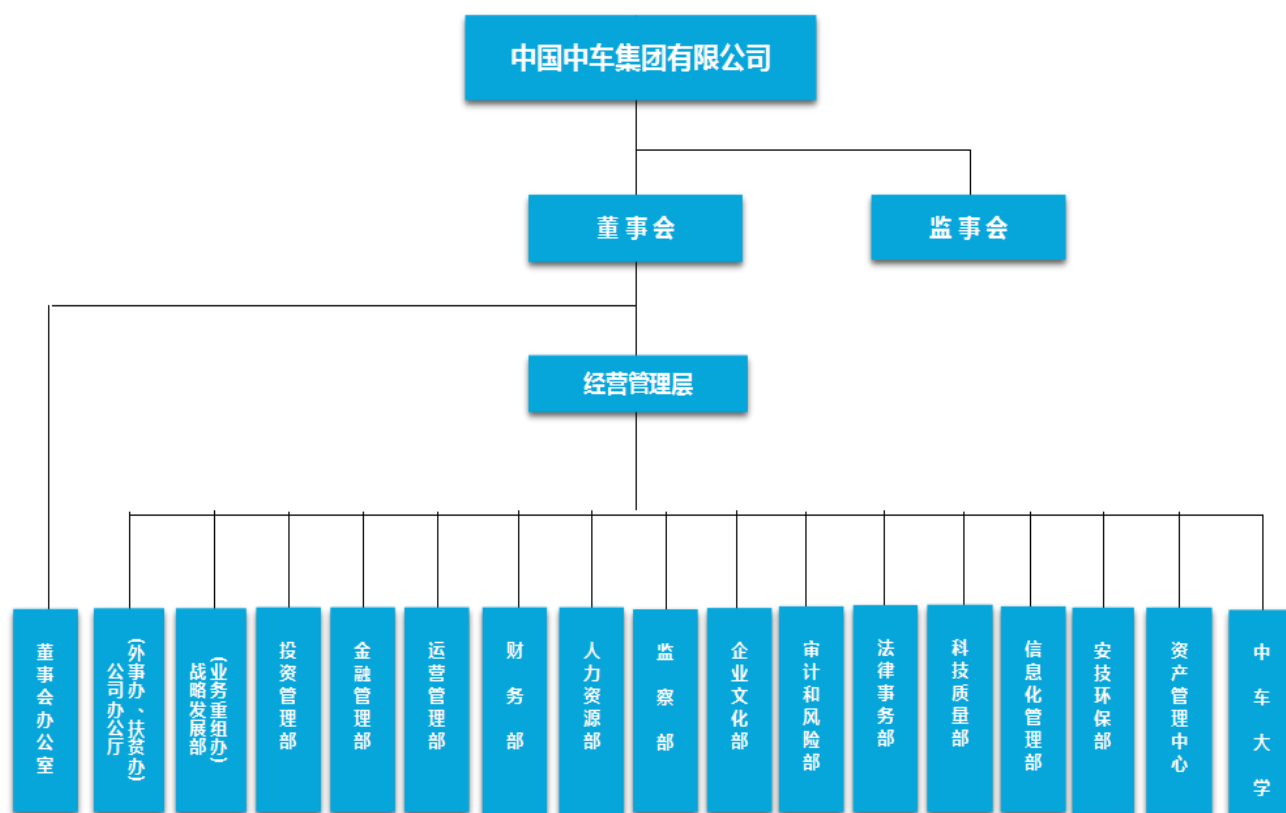 中国中车集团有限公司
董事会
监事会
经营管理层
董事会办公室
公司办公厅
(外事办、扶贫办)
战略发展部
(业务重组办)
投资管理部
金融管理部
运营管理部
财务部
人力资源部
监察部
企业文化部
审计和风险部
法律事务部
科技质量部
信息化管理部
安技环保部
资产管理中心
中车大学